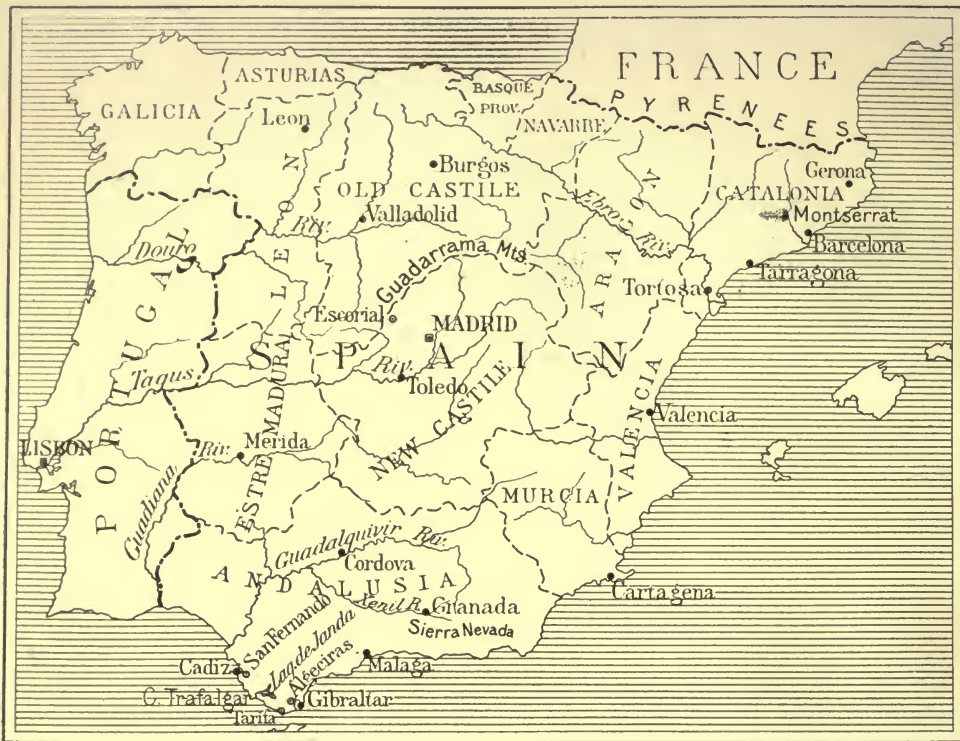 FRANCE
PYRENEES
ASTURIAS
BASQUE
PROV.
GALICIA
Leon
NAVARRE
Burgos
Gerona
OLD CASTILE
CATALONIA
Valladolid
Montserrat
LEON
Riv.
Ebro Riv.
ARAGON
Barcelona
Douro
Guadarrama Mts.
Tarragona
Tortosa
Escorial
MADRID
SPAIN
PORTUGAL
Tagus
Riv.
Toledo
ESTREMADURA
NEW CASTILE
VALENCIA
Valencia
LISBON
Riv.
Merida
MURCIA
Guadiana
Guadalquivir Riv.
Cordova
ANDALUSIA
Cartagena
Xenil R.
Granada
Sierra Nevada
San Fernando
Lag. de Janda
Cadiz
Algeciras
Malaga
C. Trafalgar
Gibraltar
Tarifa